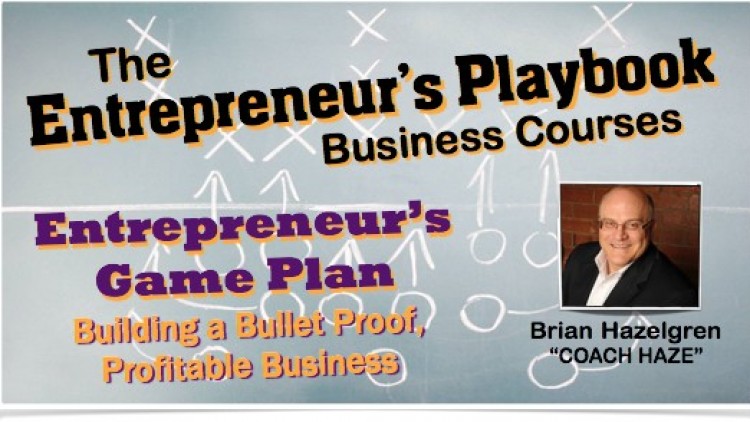 The
Entrepreneur's Playbook
Business Courses
Entrepreneur's
Game Plan
Building a Bullet Proof,
Profitable Business
Brian Hazelgren
"COACH HAZE"